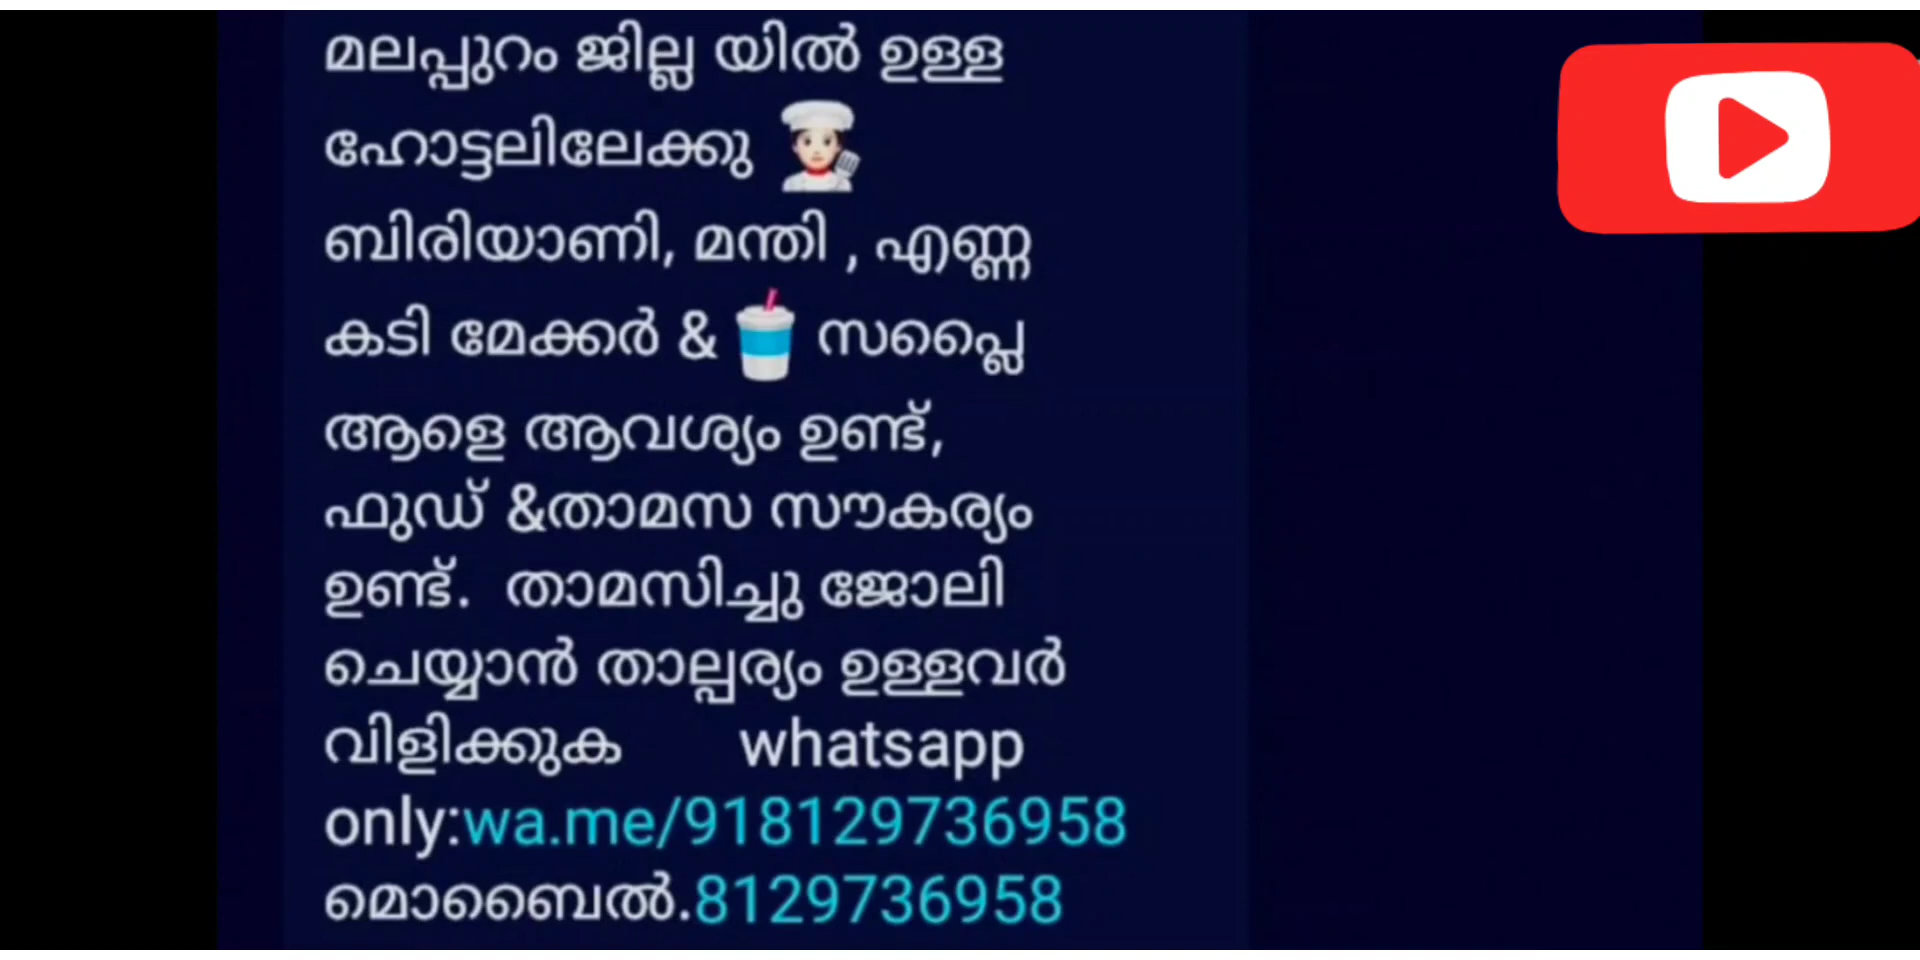 മലപ്പുറം ജില്ല യിൽ ഉള്ള
ഹോട്ടലിലേക്കു 👩🏻‍🍳
ബിരിയാണി, മന്തി , എണ്ണ
കടി മേക്കർ & 🥤 സപ്ലൈ
ആളെ ആവശ്യം ഉണ്ട്,
ഫുഡ് &താമസ സൗകര്യം
ഉണ്ട്. താമസിച്ചു ജോലി
ചെയ്യാൻ താല്പര്യം ഉള്ളവർ
വിളിക്കുക whatsapp
only:wa.me/918129736958
മൊബൈൽ.8129736958